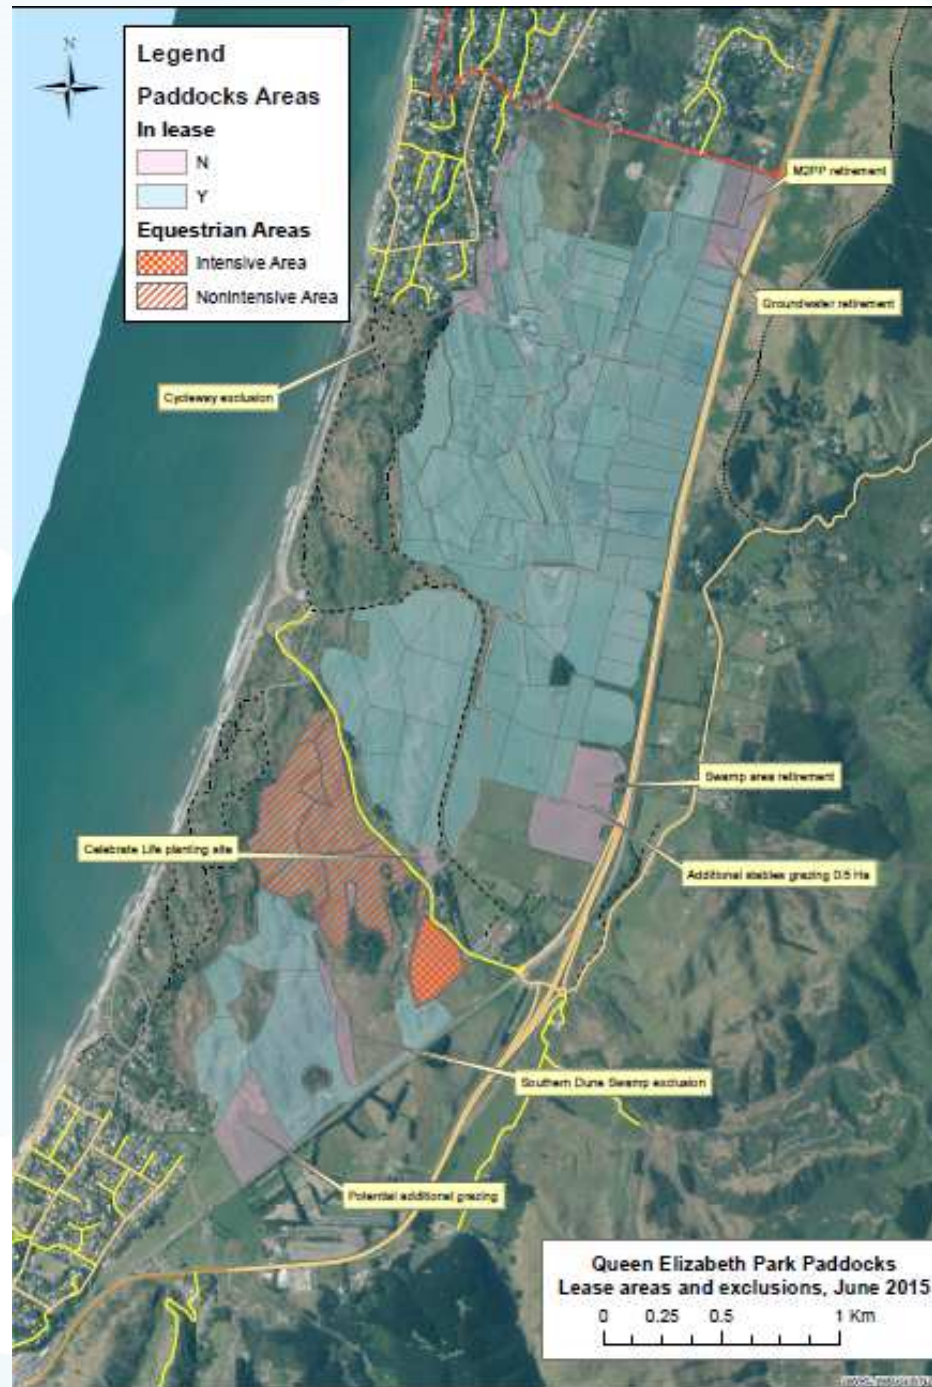 N
Legend
Paddocks Areas
In lease
N
Y
Equestrian Areas
Intensive Area
NonIntensive Area
M2PP retirement
Groundwater retirement
Cycleway exclusion
Swamp area retirement
Celebrate Life planting site
Additional stables grazing 0.5 Ha
Southern Dune Swamp exclusion
Potential additional grazing
Queen Elizabeth Park Paddocks
Lease areas and exclusions, June 2015
0 0.25 0.5 1 Km